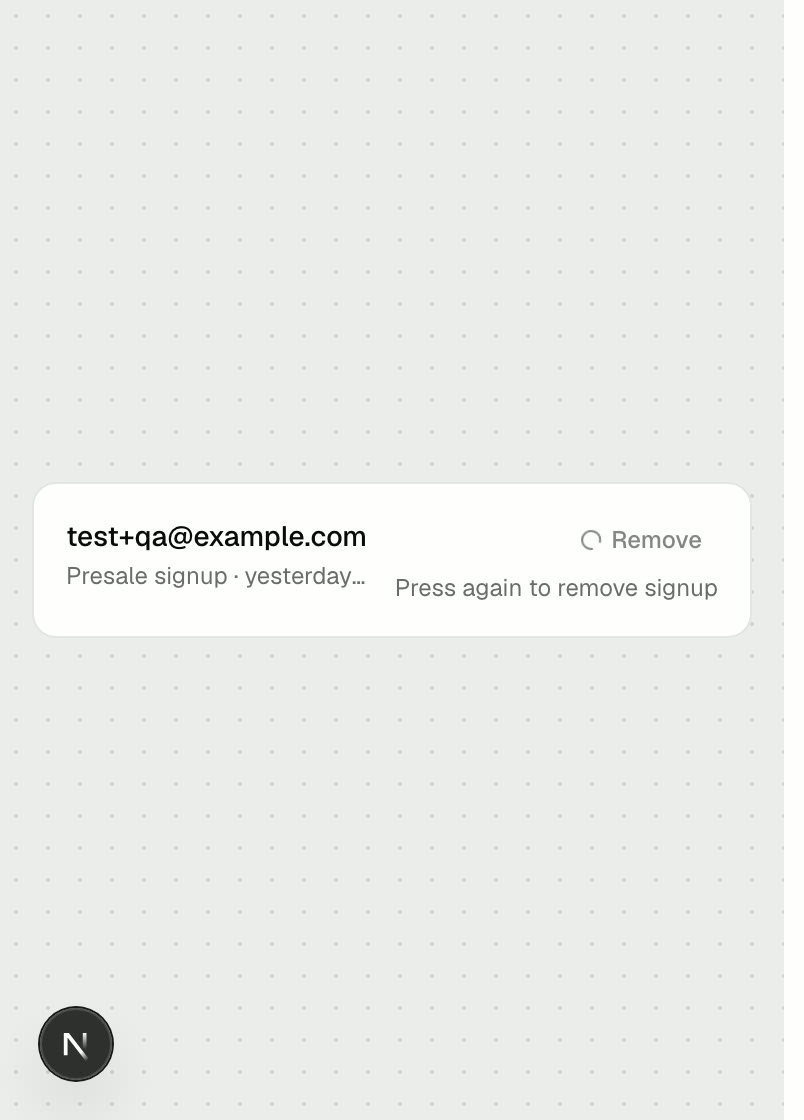 test+qa@example.com
Presale signup · yesterday…
Remove
Press again to remove signup
N